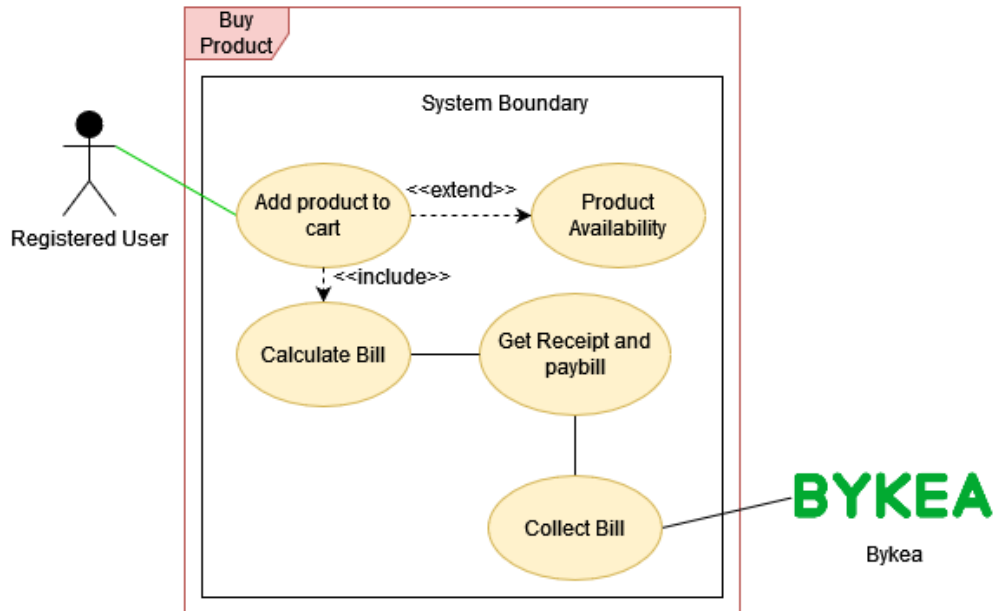 Buy
Product
System Boundary
Registered User
Add product to
cart
<<extend>>
Product
Availability
<<include>>
Calculate Bill
Get Receipt and
paybill
Collect Bill
BYKEA
Bykea